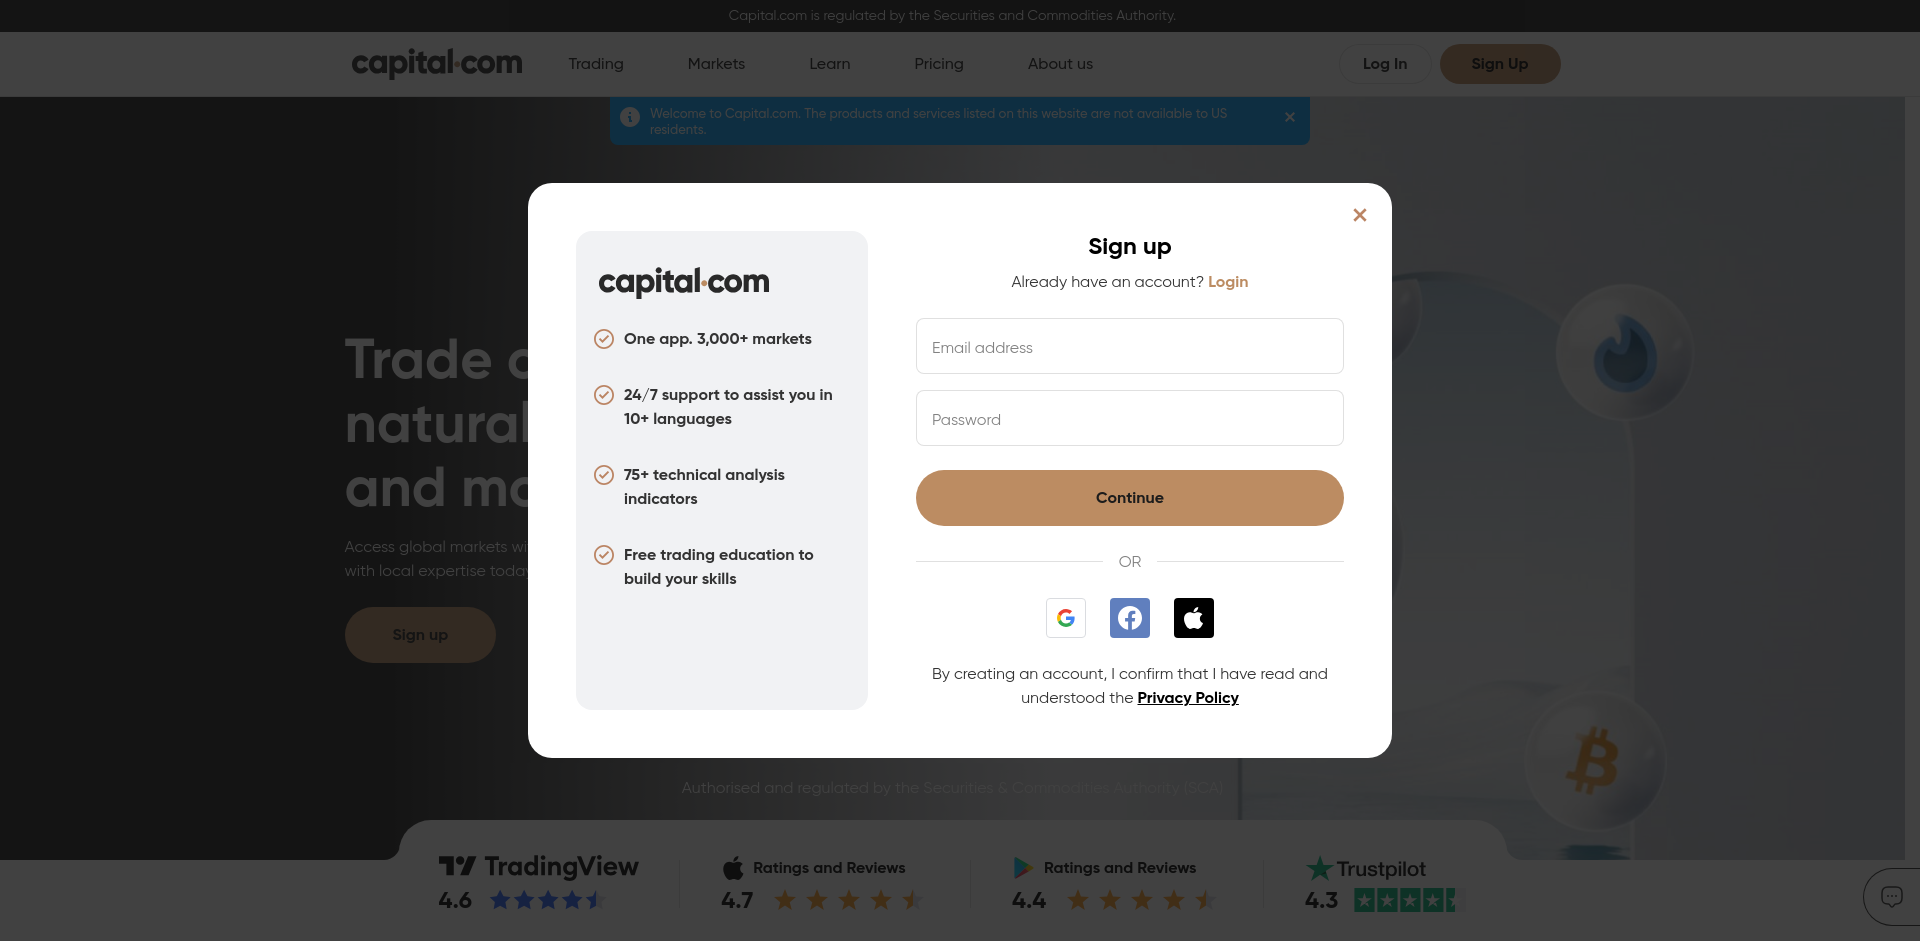 Capital.com is regulated by the Securities and Commodities Authority.
capital.com
Trading
Markets
Learn
Pricing
About us
Log In
Sign Up
Welcome to Capital.com. The products and services listed on this website are not available to US
residents.
Trade
natural
and
Access global markets
with local expertise today
Sign up
capital.com
One app. 3,000+ markets
24/7 support to assist you in
10+ languages
75+ technical analysis
indicators
Free trading education to
build your skills
Sign up
Already have an account? Login
Email address
Password
Continue
OR
By creating an account, I confirm that I have read and
understood the Privacy Policy
Authorised and regulated by the Securities & Commodities Authority (SCA)
TradingView
4.6
Ratings and Reviews
4.7
Ratings and Reviews
4.4
Trustpilot
4.3